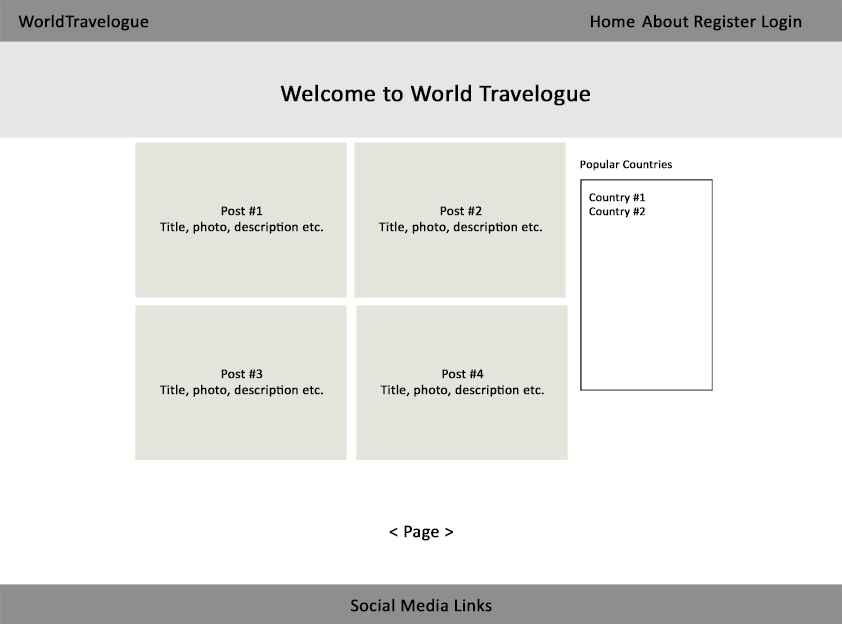 WorldTravelogue
Home About Register Login
Welcome to World Travelogue
Post #1
Title, photo, description etc.
Post #2
Title, photo, description etc.
Popular Countries
Country #1
Country #2
Post #3
Title, photo, description etc.
Post #4
Title, photo, description etc.
< Page >
Social Media Links